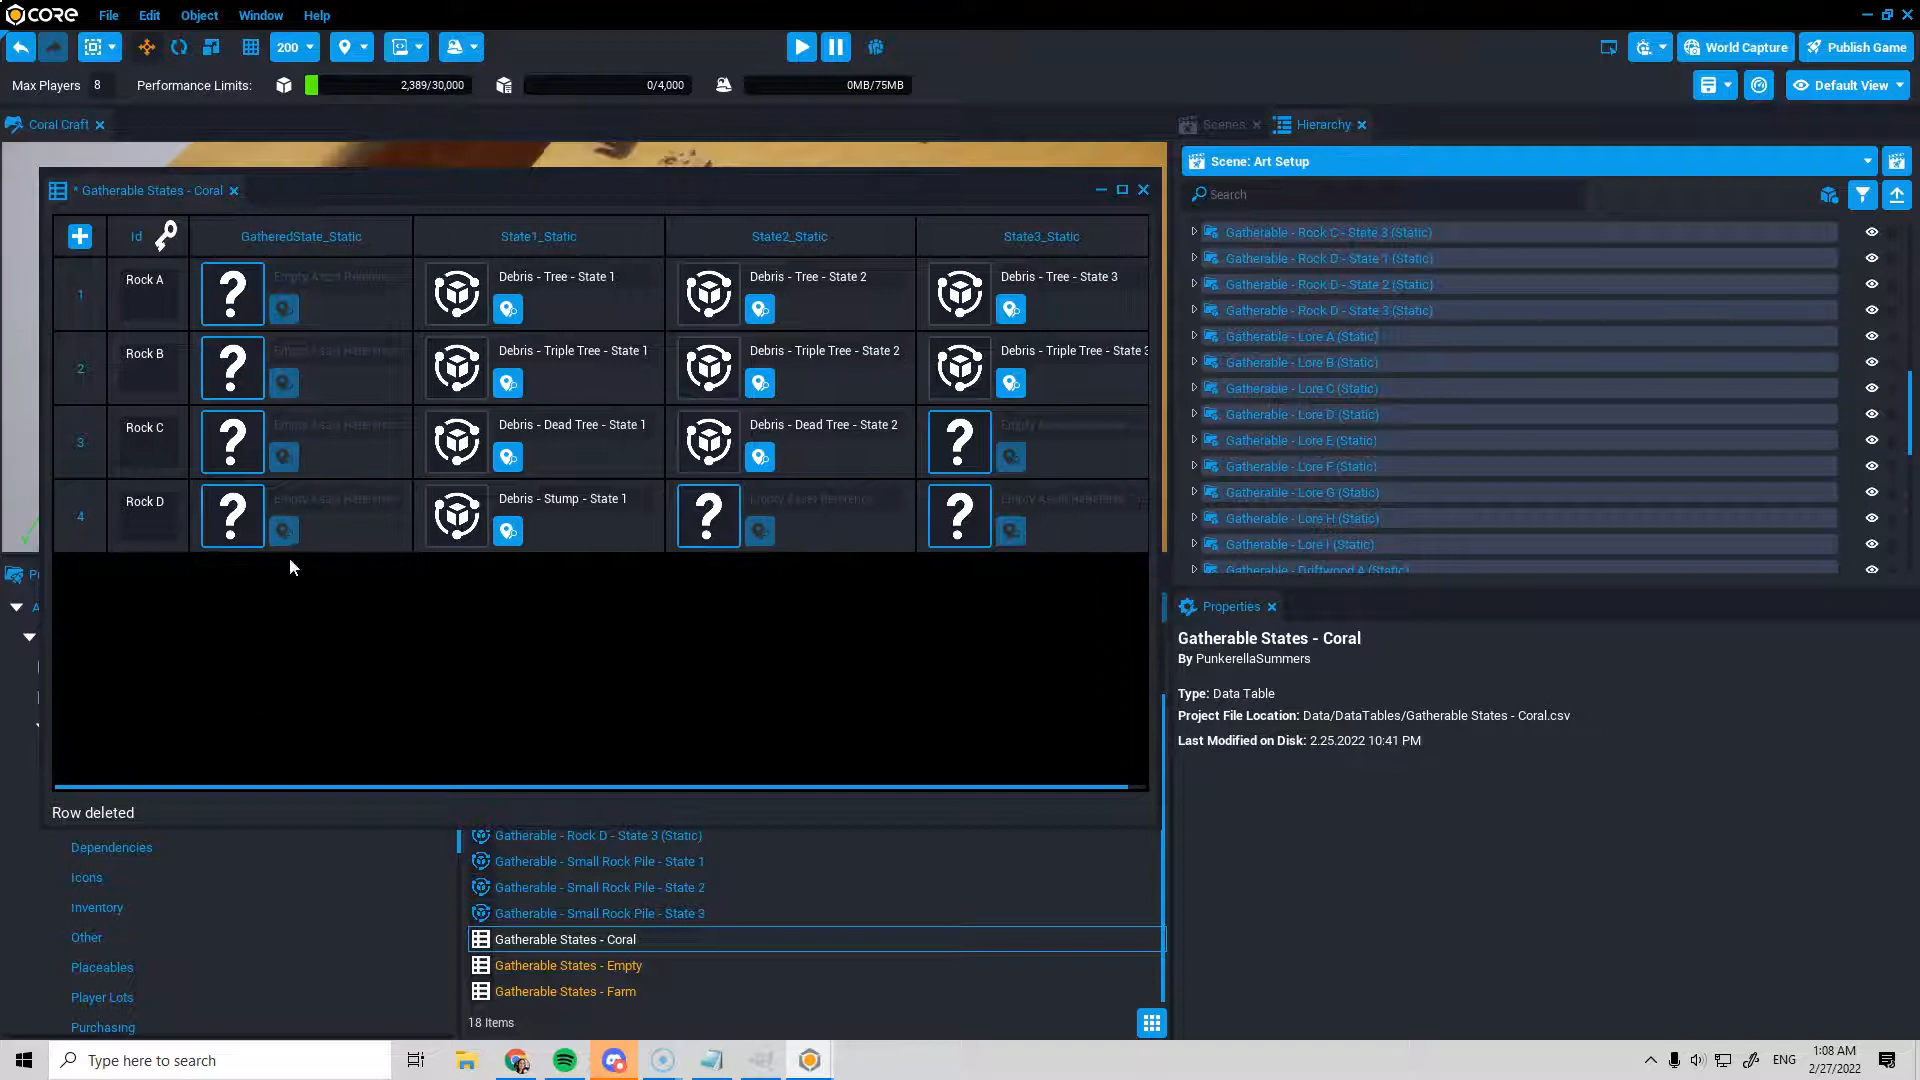 CORE File Edit Object Window Help
200 World Capture Publish Game
Max Players 8 Performance Limits: 2,389/30,000 0/4,000 0MB/75MB Default View
Coral Craft Scenes Hierarchy
Scene: Art Setup
Search
* Gatherable States - Coral
Id GatheredState_Static State1_Static State2_Static State3_Static
1 Rock A Debris - Tree - State 1 Debris - Tree - State 2 Debris - Tree - State 3
2 Rock B Debris - Triple Tree - State 1 Debris - Triple Tree - State 2 Debris - Triple Tree - State 3
3 Rock C Debris - Dead Tree - State 1 Debris - Dead Tree - State 2
4 Rock D Debris - Stump - State 1 Empty Asset Reference
Row deleted
Gatherable - Rock C - State 3 (Static)
Gatherable - Rock D - State 1 (Static)
Gatherable - Rock D - State 2 (Static)
Gatherable - Rock D - State 3 (Static)
Gatherable - Lore A (Static)
Gatherable - Lore B (Static)
Gatherable - Lore C (Static)
Gatherable - Lore D (Static)
Gatherable - Lore E (Static)
Gatherable - Lore F (Static)
Gatherable - Lore G (Static)
Gatherable - Lore H (Static)
Gatherable - Lore I (Static)
Gatherable - Driftwood A (Static)
Properties
Gatherable States - Coral
By PunkerellaSummers
Type: Data Table
Project File Location: Data/DataTables/Gatherable States - Coral.csv
Last Modified on Disk: 2.25.2022 10:41 PM
Dependencies
Icons
Inventory
Other
Placeables
Player Lots
Purchasing
Gatherable - Rock D - State 3 (Static)
Gatherable - Small Rock Pile - State 1
Gatherable - Small Rock Pile - State 2
Gatherable - Small Rock Pile - State 3
Gatherable States - Coral
Gatherable States - Empty
Gatherable States - Farm
18 Items
Type here to search
ENG 1:08 AM
2/27/2022